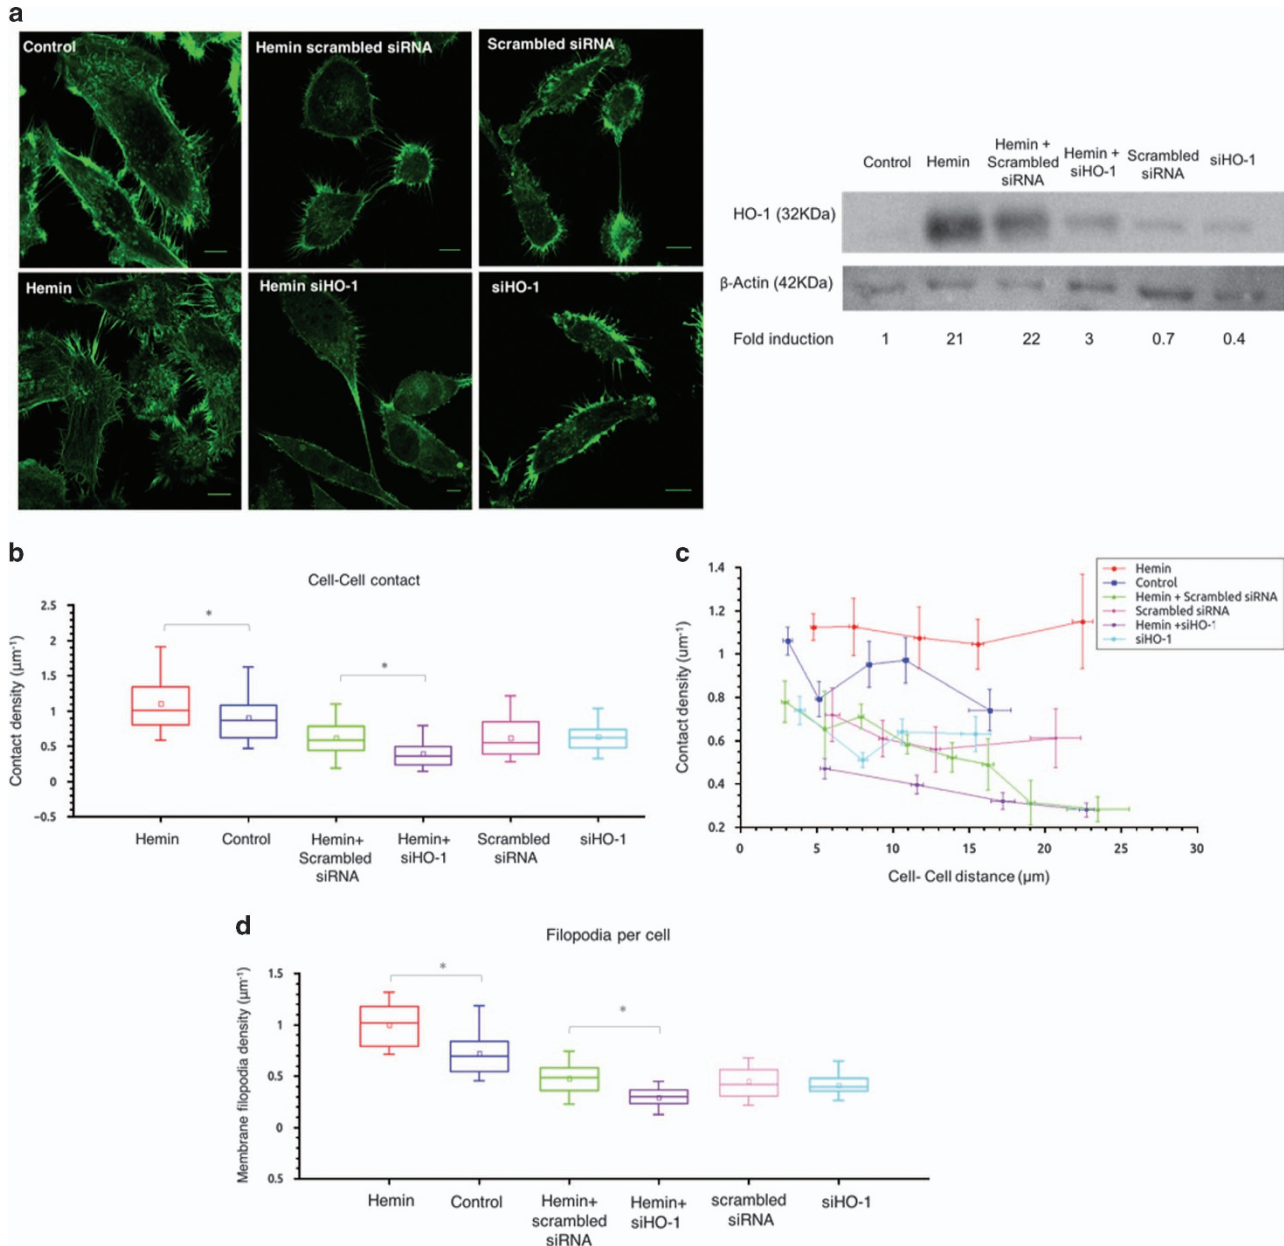 a
Control
Hemin scrambled siRNA
Scrambled siRNA
Hemin
Hemin siHO-1
siHO-1
Control
Hemin
Hemin +
Scrambled
siRNA
Hemin +
siHO-1
Scrambled
siRNA
siHO-1
HO-1 (32KDa)
β-Actin (42KDa)
Fold induction 1 21 22 3 0.7 0.4
b
Cell-Cell contact
Contact density (µm⁻¹)
2.5
2
1.5
1
0.5
0
−0.5
*
*
Hemin
Control
Hemin+
Scrambled
siRNA
Hemin+
siHO-1
Scrambled
siRNA
siHO-1
c
Contact density (µm⁻¹)
1.4
1.2
1
0.8
0.6
0.4
0.2
0 5 10 15 20 25 30
Cell- Cell distance (µm)
Hemin
Control
Hemin + Scrambled siRNA
Scrambled siRNA
Hemin +siHO-1
siHO-1
d
Filopodia per cell
Membrane filopodia density (µm⁻¹)
1.5
1
0.5
0
0.5
*
*
Hemin
Control
Hemin+
scrambled
siRNA
Hemin+
siHO-1
scrambled
siRNA
siHO-1